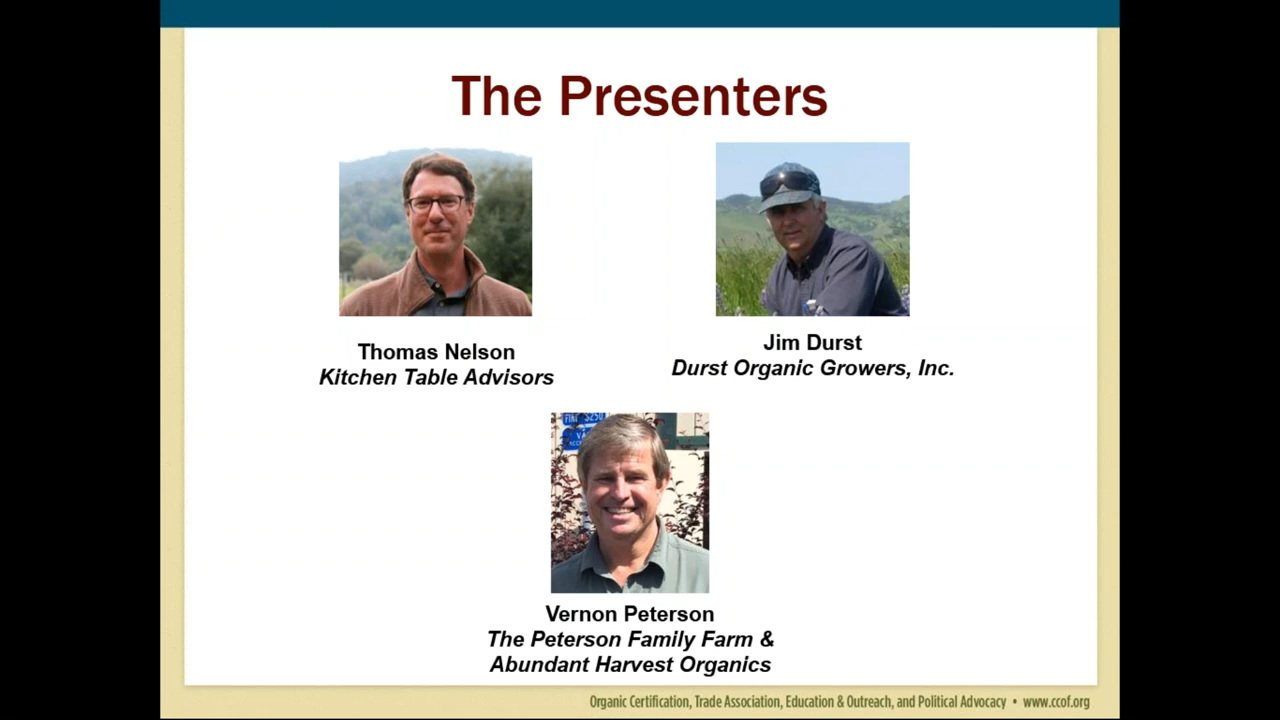 The Presenters
Thomas Nelson
Kitchen Table Advisors
Jim Durst
Durst Organic Growers, Inc.
Vernon Peterson
The Peterson Family Farm &
Abundant Harvest Organics
Organic Certification, Trade Association, Education & Outreach, and Political Advocacy • www.ccof.org